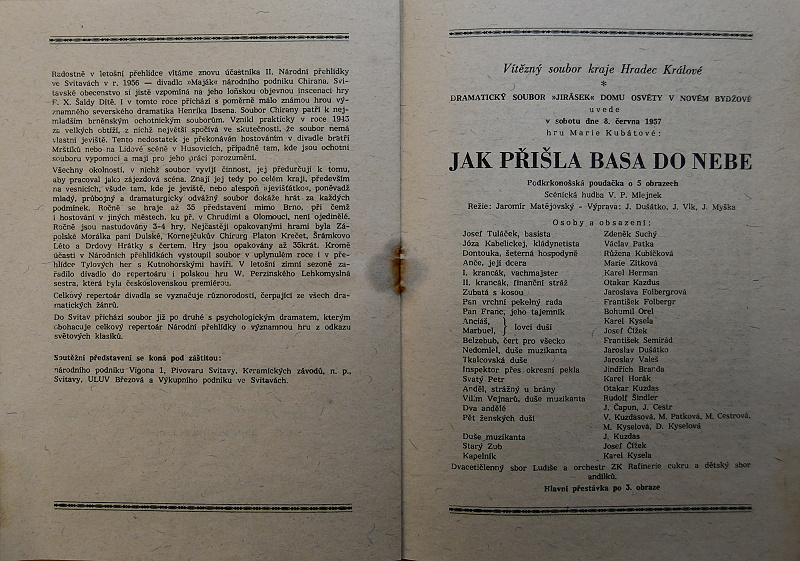 Radostně v letošní přehlídce vítáme znovu účastníka II. Národní přehlídky
ve Svitavách v r. 1956 — divadlo »Maják« národního podniku Chirana. Svi-
tavské obecenstvo si jistě vzpomíná na jeho loňskou objevnou inscenaci hry
F. X. Šaldy Dítě. I v tomto roce přichází s poměrně málo známou hrou vý-
znamného severského dramatika Henrika Ibsena. Soubor Chirany patří k nej-
mladším brněnským ochotnickým souborům. Vznikl prakticky v roce 1945
za velkých obtíží, z nichž největší spočívá ve skutečnosti, že soubor nemá
vlastní jeviště. Tento nedostatek je překonáván hostováním v divadle bratří
Mrštíků nebo na Lidové scéně v Husovicích, případně tam, kde jsou ochotni
souboru vypomoci a mají pro jeho práci porozumění.
Všechny okolnosti, v nichž soubor vyvíjí činnost, jej předurčují k tomu,
aby pracoval jako zájezdová scéna. Znají jej tedy po celém kraji, především
na vesnicích, všude tam, kde je jeviště, nebo alespoň »jevišťátko«, poněvadž
mladý, průbojný a dramaturgicky odvážný soubor dokáže hrát za každých
podmínek. Ročně se hraje až 35 představení mimo Brno, při čemž
i hostování v jiných městech, ku př. v Chrudimi a Olomouci, není ojedinělé.
Ročně jsou nastudovány 3-4 hry. Nejčastěji opakovanými hrami byla Zá-
polské Morálka paní Dulské, Kornejčukův Chirurg Platon Krečet, Šrámkovo
Léto a Drdovy Hrátky s čertem. Hry jsou opakovány až 35krát. Kromě
účasti v Národních přehlídkách vystoupil soubor v uplynulém roce i v pře-
hlídce Tylových her s Kutnohorskými havíři. V letošní zimní sezoně za-
řadilo divadlo do repertoáru i polskou hru W. Perzinského Lehkomyslná
sestra, která byla československou premiérou.
Celkový repertoár divadla se vyznačuje různorodostí, čerpající ze všech dra-
matických žánrů.
Do Svitav přichází soubor již po druhé s psychologickým dramatem, kterým
obohacuje celkový repertoár Národní přehlídky o významnou hru z odkazu
světových klasiků.
Soutěžní představení se koná pod záštitou:
národního podniku Vigona 1, Pivovaru Svitavy, Keramických závodů, n. p.,
Svitavy, ULUV Březová a Výkupního podniku ve Svitavách.
Vítězný soubor kraje Hradec Králové
*
DRAMATICKÝ SOUBOR »JIRÁSEK« DOMU OSVĚTY V NOVÉM BYDŽOVĚ
uvede
v sobotu dne 8. června 1957
hru Marie Kubátové:
JAK PŘIŠLA BASA DO NEBE
Podkrkonošská poudačka o 5 obrazech
Scénická hudba V. P. Mlejnek
Režie: Jaromír Matějovský - Výprava: J. Dušátko, J. Vlk, J. Myška
Osoby a obsazení:
Josef Tuláček, basista Zdeněk Suchý
Józa Kabelickej, kládynetista Václav Patka
Dontouka, šeterná hospodyně Růžena Kubíčková
Anče, její dcera Marie Zítková
I. krancák, vachmajster Karel Herman
II. krancák, finanční stráž Otakar Kazdus
Zubatá s kosou Jaroslava Folbergrová
Pan vrchní pekelný rada František Folbergr
Pan Franc, jeho tajemník Bohumil Orel
Anciáš, Karel Kysela
Marbuel, } lovci duší Josef Čížek
Belzebub, čert pro všecko František Semirád
Nedomlel, duše muzikanta Jaroslav Dušátko
Tkalcovská duše Jaroslav Valeš
Inspektor přes okresní pekla Jindřich Branda
Svatý Petr Karel Horák
Anděl, strážný u brány Otakar Kuzdas
Vilím Vejnarů, duše muzikanta Rudolf Šindler
Dva andělé J. Čapun, J. Cestr
Pět ženských duší V. Kuzdasová, M. Patková, M. Cestrová,
M. Kyselová, D. Kyselová
Duše muzikanta J. Kuzdas
Starý Zub Josef Čížek
Kapelník Karel Kysela
Dvacetičlenný sbor Ludiše a orchestr ZK Rafinerie cukru a dětský sbor
andílků.
Hlavní přestávka po 3. obraze